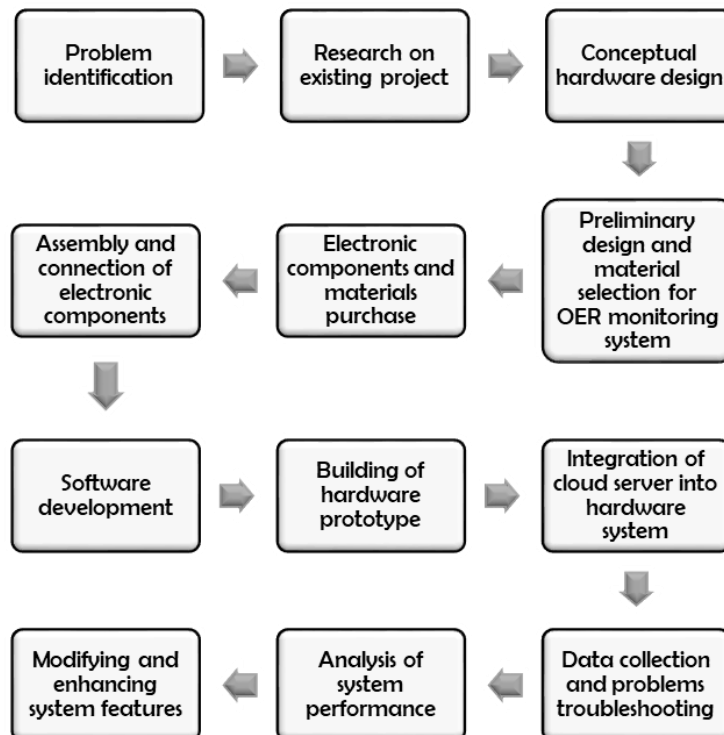 Problem
identification
Research on
existing project
Conceptual
hardware design
Preliminary
design and
material
selection for
OER monitoring
system
Electronic
components and
materials
purchase
Assembly and
connection of
electronic
components
Software
development
Building of
hardware
prototype
Integration of
cloud server into
hardware
system
Data collection
and problems
troubleshooting
Analysis of
system
performance
Modifying and
enhancing
system features